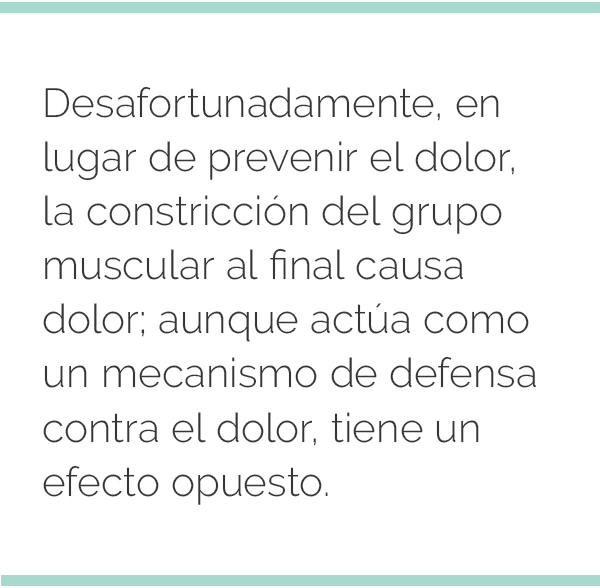 Desafortunadamente, en
lugar de prevenir el dolor,
la constricción del grupo
muscular al final causa
dolor; aunque actúa como
un mecanismo de defensa
contra el dolor, tiene un
efecto opuesto.